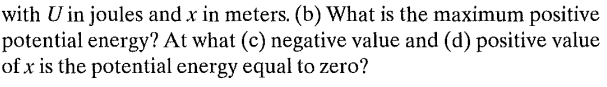 with U in joules and x in meters. (b) What is the maximum positive
potential energy? At what (c) negative value and (d) positive value
of x is the potential energy equal to zero?